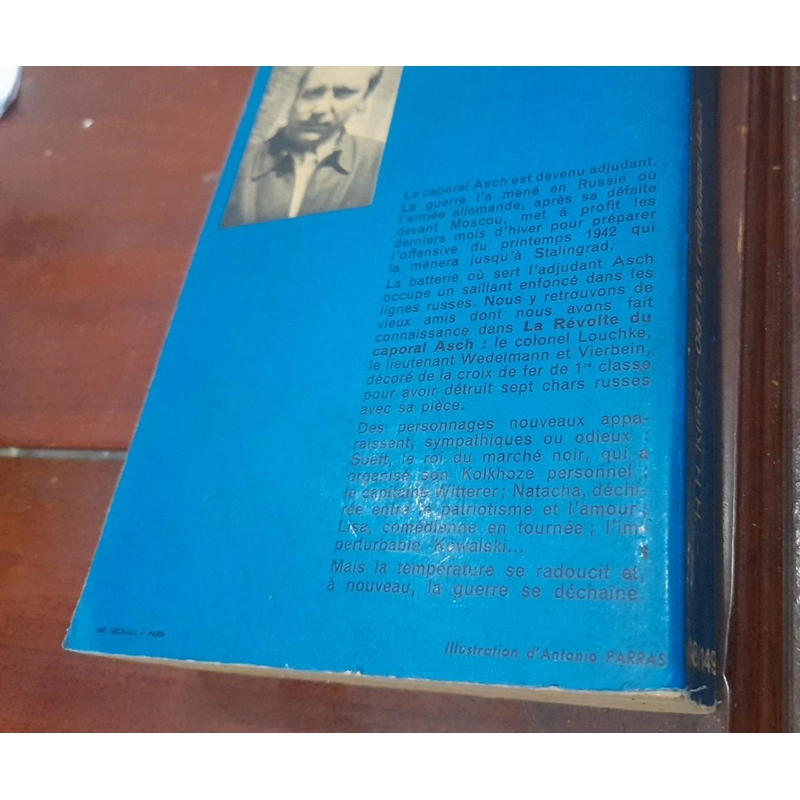 Le caporal Asch est devenu adjudant.
La guerre l'a mené en Russie où
l'armée allemande, après sa défaite
devant Moscou, met à profit les
derniers mois d'hiver pour préparer
l'offensive du printemps 1942 qui
la mènera jusqu'à Stalingrad.
La batterie où sert l'adjudant Asch
occupe un saillant enfoncé dans les
lignes russes. Nous y retrouvons de
vieux amis dont nous avons fait
connaissance dans La Révolte du
caporal Asch : le colonel Louchke,
le lieutenant Wedelmann et Vierbein,
décoré de la croix de fer de 1re classe
pour avoir détruit sept chars russes
avec sa pièce.
Des personnages nouveaux appa-
raissent, sympathiques ou odieux :
Soeft, le roi du marché noir, qui a
organisé son Kolkhoze personnel ;
le capitaine Witterer ; Natacha, déchi-
rée entre le patriotisme et l'amour ;
Lisa, comédienne en tournée ; l'im-
perturbable Kowalski...
Mais la température se radoucit et,
à nouveau, la guerre se déchaîne.
Illustration d'Antonio PARRAS
H.H. KIRST
08/15
149